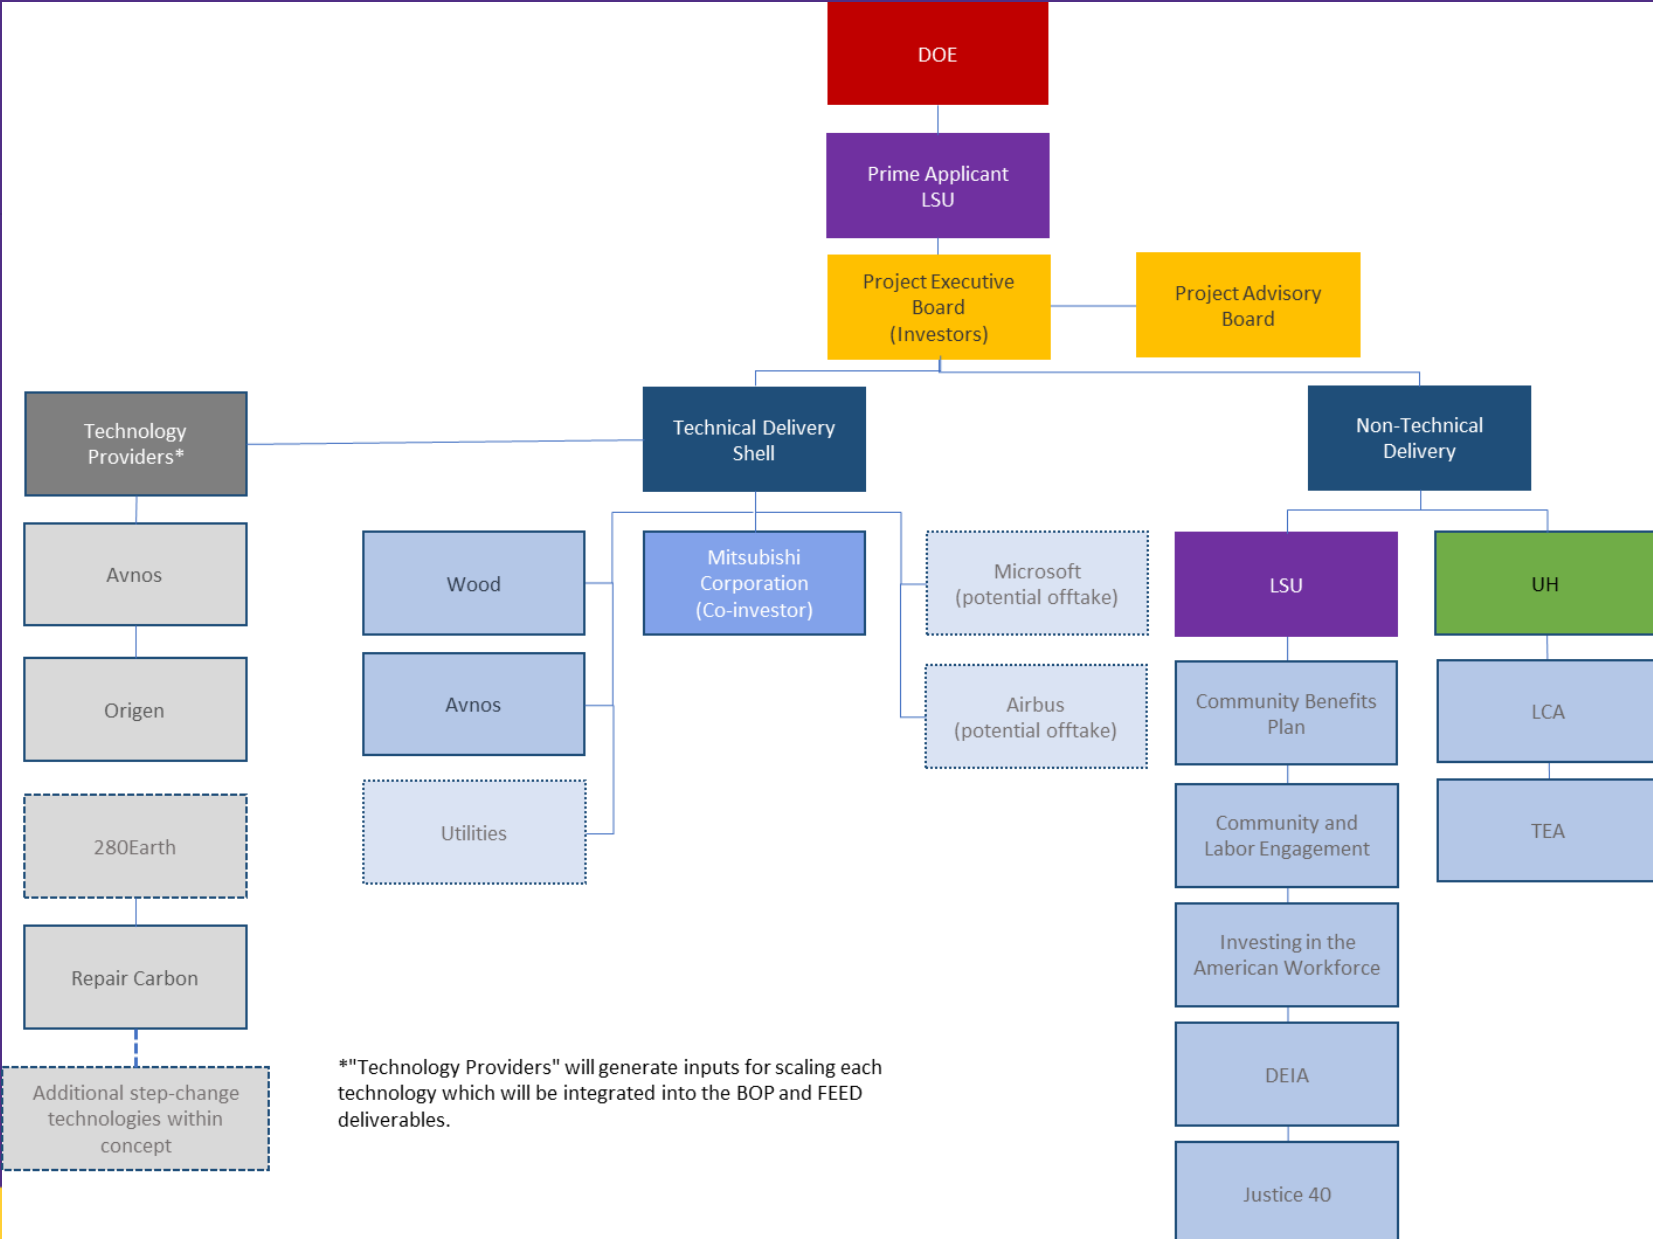 DOE
Prime Applicant
LSU
Project Executive
Board
(Investors)
Project Advisory
Board
Technology
Providers*
Technical Delivery
Shell
Non-Technical
Delivery
Avnos
Origen
280Earth
Repair Carbon
Additional step-change
technologies within
concept
Wood
Avnos
Utilities
Mitsubishi
Corporation
(Co-investor)
Microsoft
(potential offtake)
Airbus
(potential offtake)
LSU
Community Benefits
Plan
Community and
Labor Engagement
Investing in the
American Workforce
DEIA
Justice 40
UH
LCA
TEA
*"Technology Providers" will generate inputs for scaling each
technology which will be integrated into the BOP and FEED
deliverables.